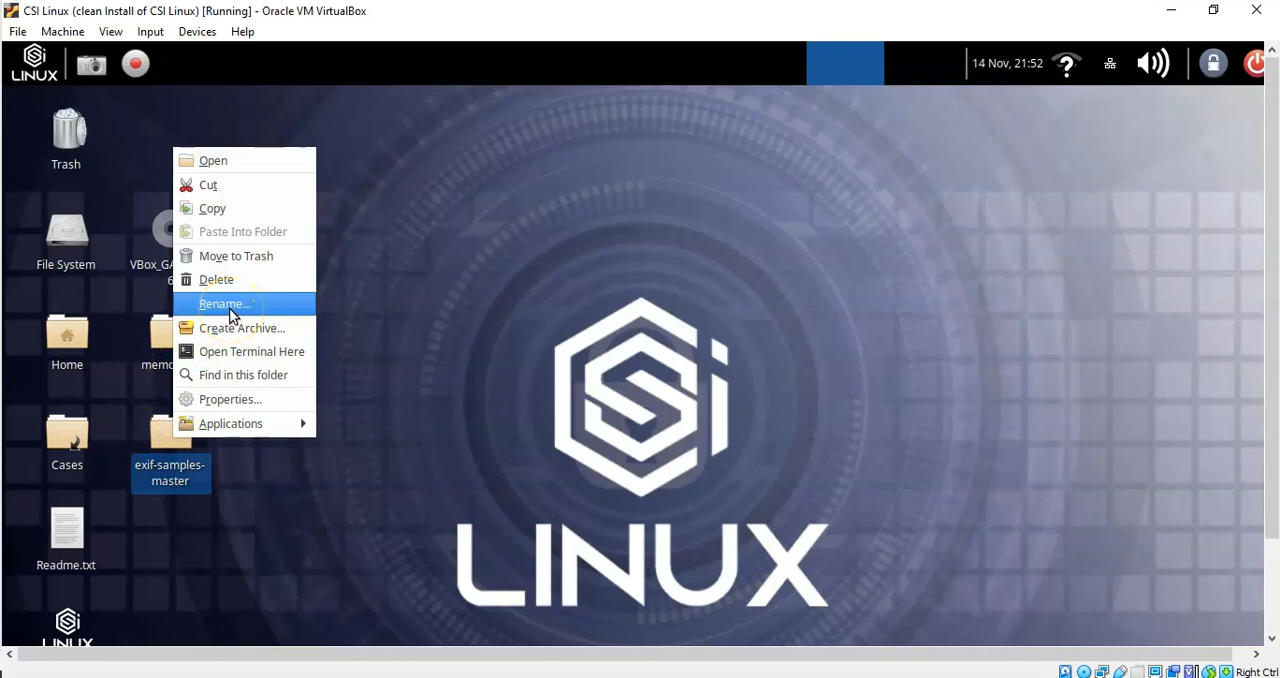 CSI Linux (clean Install of CSI Linux) [Running] - Oracle VM VirtualBox
File Machine View Input Devices Help
LINUX
14 Nov, 21:52
Trash
File System
VBox_GA
6
Home
memo
Cases
exif-samples-
master
Readme.txt
Open
Cut
Copy
Paste Into Folder
Move to Trash
Delete
Rename...
Create Archive...
Open Terminal Here
Find in this folder
Properties...
Applications
CSi
LINUX
Right Ctrl